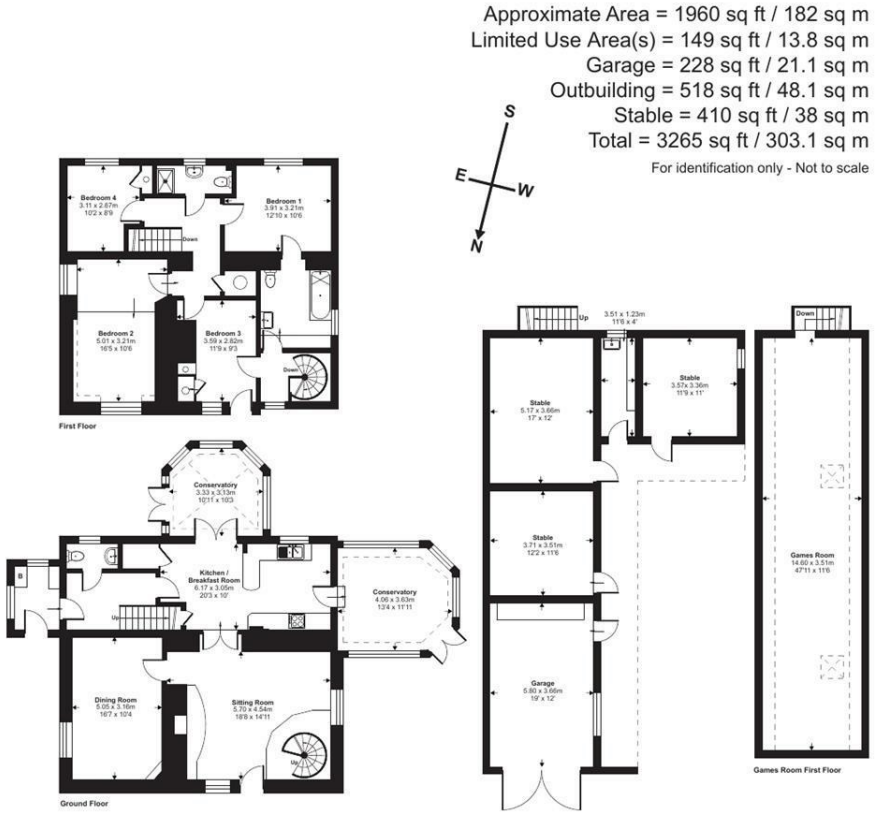 Approximate Area = 1960 sq ft / 182 sq m
Limited Use Area(s) = 149 sq ft / 13.8 sq m
Garage = 228 sq ft / 21.1 sq m
Outbuilding = 518 sq ft / 48.1 sq m
Stable = 410 sq ft / 38 sq m
Total = 3265 sq ft / 303.1 sq m
For identification only - Not to scale
S
E
W
N
Bedroom 4
3.11 x 2.67m
10'2 x 8'9
Bedroom 1
3.91 x 3.21m
12'10 x 10'6
Down
Bedroom 2
5.01 x 3.21m
16'5 x 10'6
Bedroom 3
3.59 x 2.82m
11'9 x 9'3
Down
First Floor
Conservatory
3.33 x 3.13m
10'11 x 10'3
B
Kitchen /
Breakfast Room
6.17 x 3.05m
20'3 x 10'
Up
Conservatory
4.06 x 3.63m
13'4 x 11'11
Dining Room
5.05 x 3.16m
16'7 x 10'4
Sitting Room
5.70 x 4.54m
18'8 x 14'11
Up
Ground Floor
Up
3.51 x 1.23m
11'6 x 4'
Stable
5.17 x 3.66m
17' x 12'
Stable
3.57 x 3.36m
11'9 x 11'
Stable
3.71 x 3.51m
12'2 x 11'6
Garage
5.80 x 3.66m
19' x 12'
Down
Games Room
14.60 x 3.51m
47'11 x 11'6
Games Room First Floor